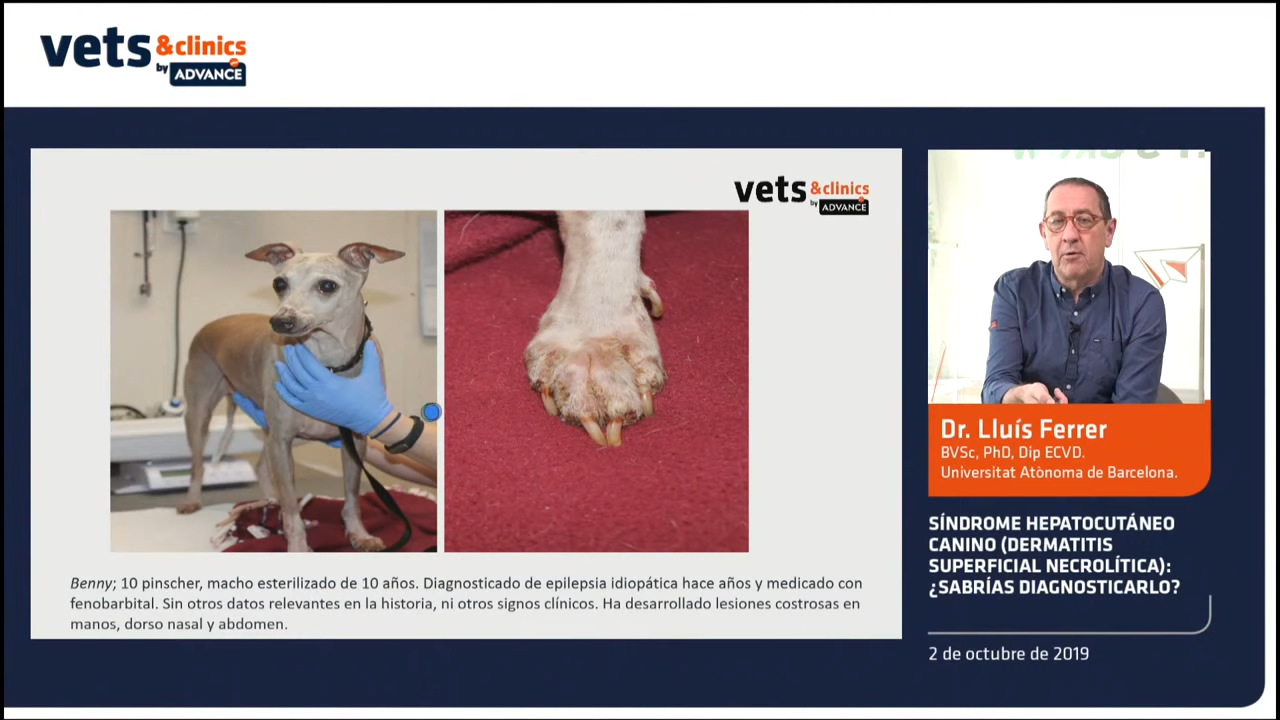 vets &clinics
by ADVANCE
vets &clinics
by ADVANCE
Benny; 10 pinscher, macho esterilizado de 10 años. Diagnosticado de epilepsia idiopática hace años y medicado con
fenobarbital. Sin otros datos relevantes en la historia, ni otros signos clínicos. Ha desarrollado lesiones costrosas en
manos, dorso nasal y abdomen.
Dr. Lluís Ferrer
BVSc, PhD, Dip ECVD.
Universitat Atònoma de Barcelona.
SÍNDROME HEPATOCUTÁNEO
CANINO (DERMATITIS
SUPERFICIAL NECROLÍTICA):
¿SABRÍAS DIAGNOSTICARLO?
2 de octubre de 2019